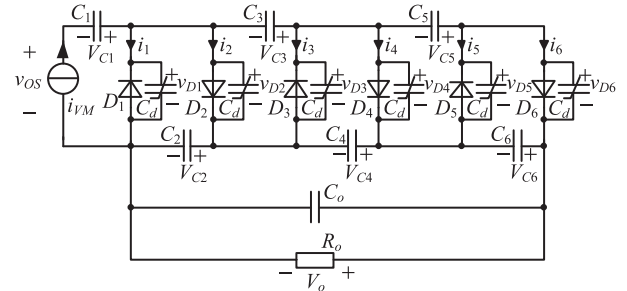 C1 C3 C5
+ − + − + − +
VC1 i1 i2 VC3 i3 i4 VC5 i5 i6
vOS iVM
+ + + + + +
D1 Cd vD1 D2 Cd vD2 D3 Cd vD3 D4 Cd vD4 D5 Cd vD5 D6 Cd vD6
− − − − − − −
C2 C4 C6
− + − + − +
VC2 VC4 VC6
Co
Ro
− Vo +